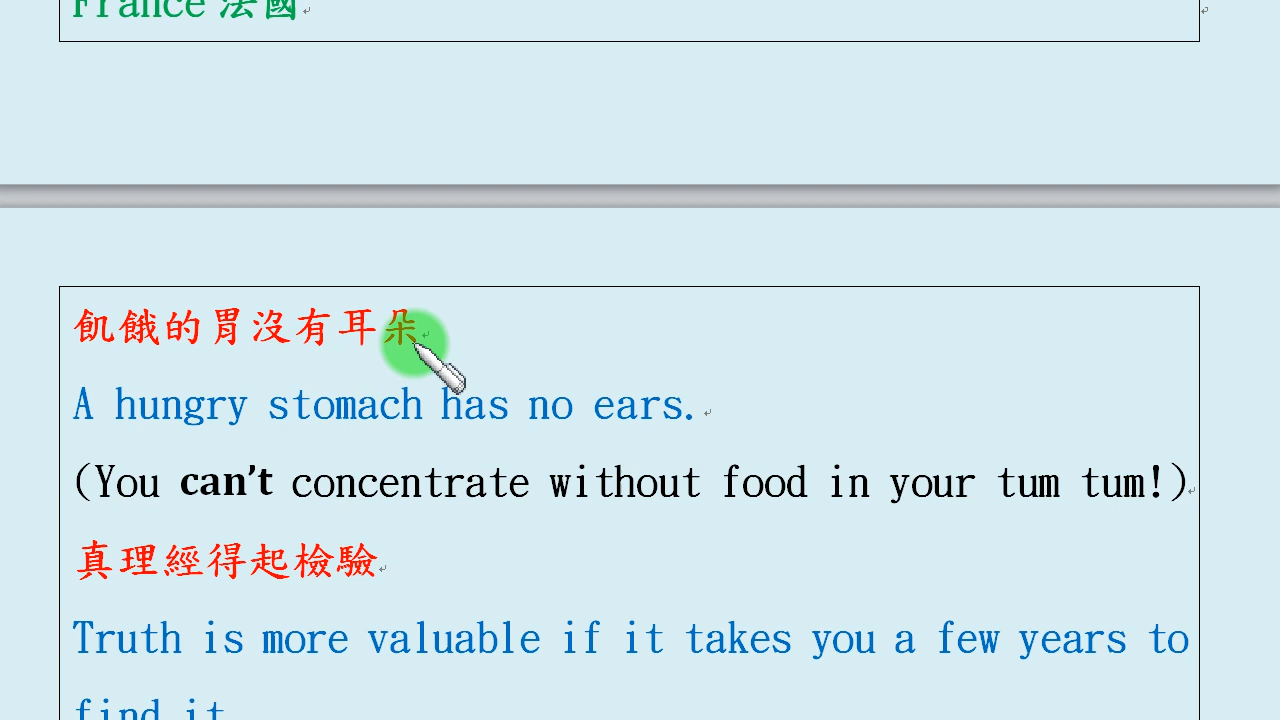 France 法國
飢餓的胃沒有耳朵
A hungry stomach has no ears.
(You can’t concentrate without food in your tum tum!)
真理經得起檢驗
Truth is more valuable if it takes you a few years to
find it